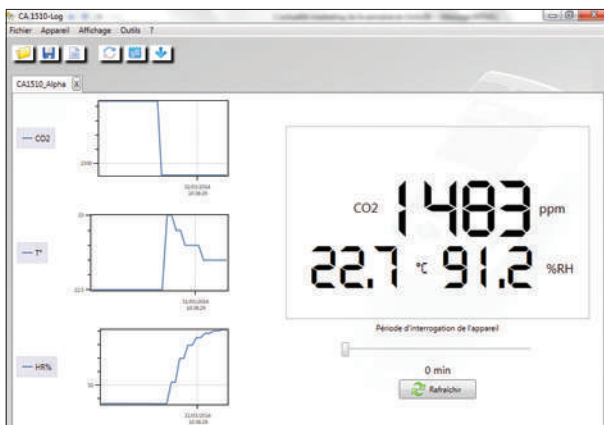 CA 1510-Log
Fichier Appareil Affichage Outils ?
CA1510_Alpha X
CO2
T°
HR%
CO2 1483 ppm
22.7 °C 91.2 %RH
Période d'interrogation de l'appareil
0 min
Rafraîchir